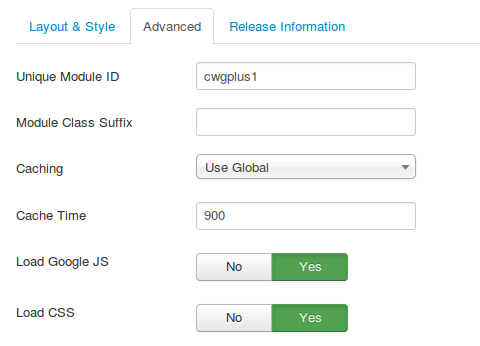 Layout & Style Advanced Release Information
Unique Module ID cwgplus1
Module Class Suffix
Caching Use Global
Cache Time 900
Load Google JS No Yes
Load CSS No Yes